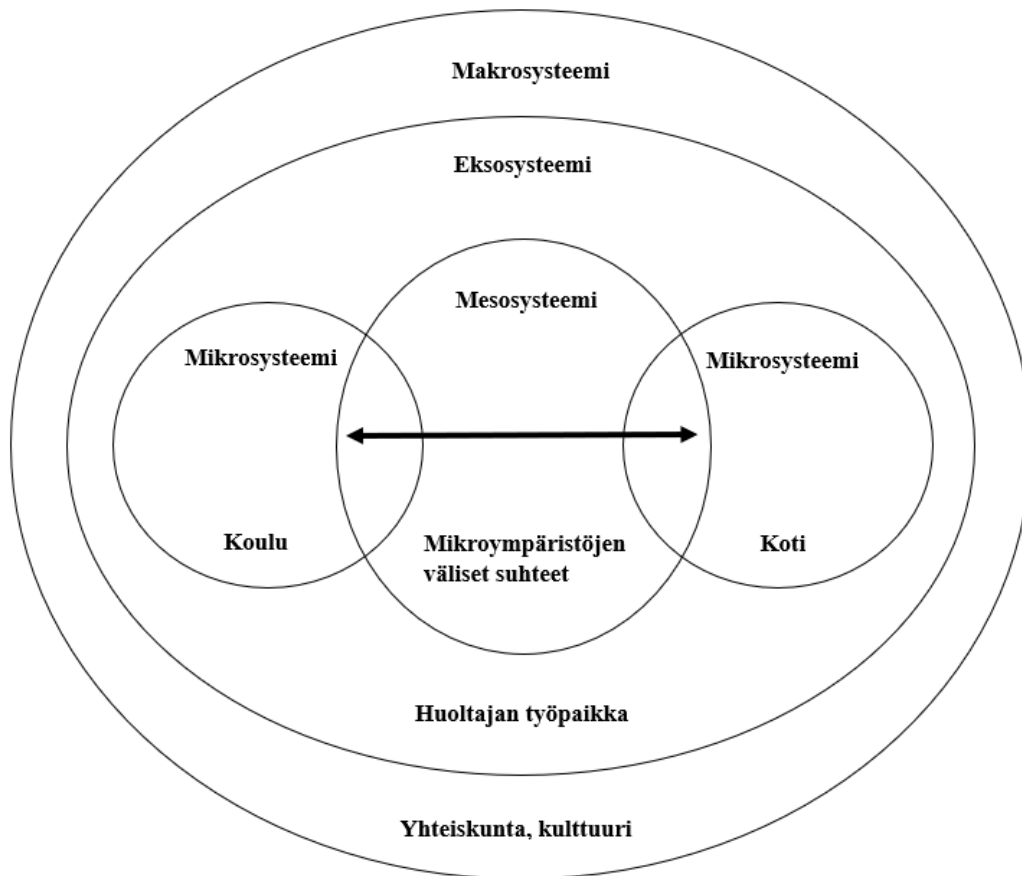 Makrosysteemi
Eksosysteemi
Mesosysteemi
Mikrosysteemi
Mikrosysteemi
Koulu
Mikroympäristöjen
väliset suhteet
Koti
Huoltajan työpaikka
Yhteiskunta, kulttuuri